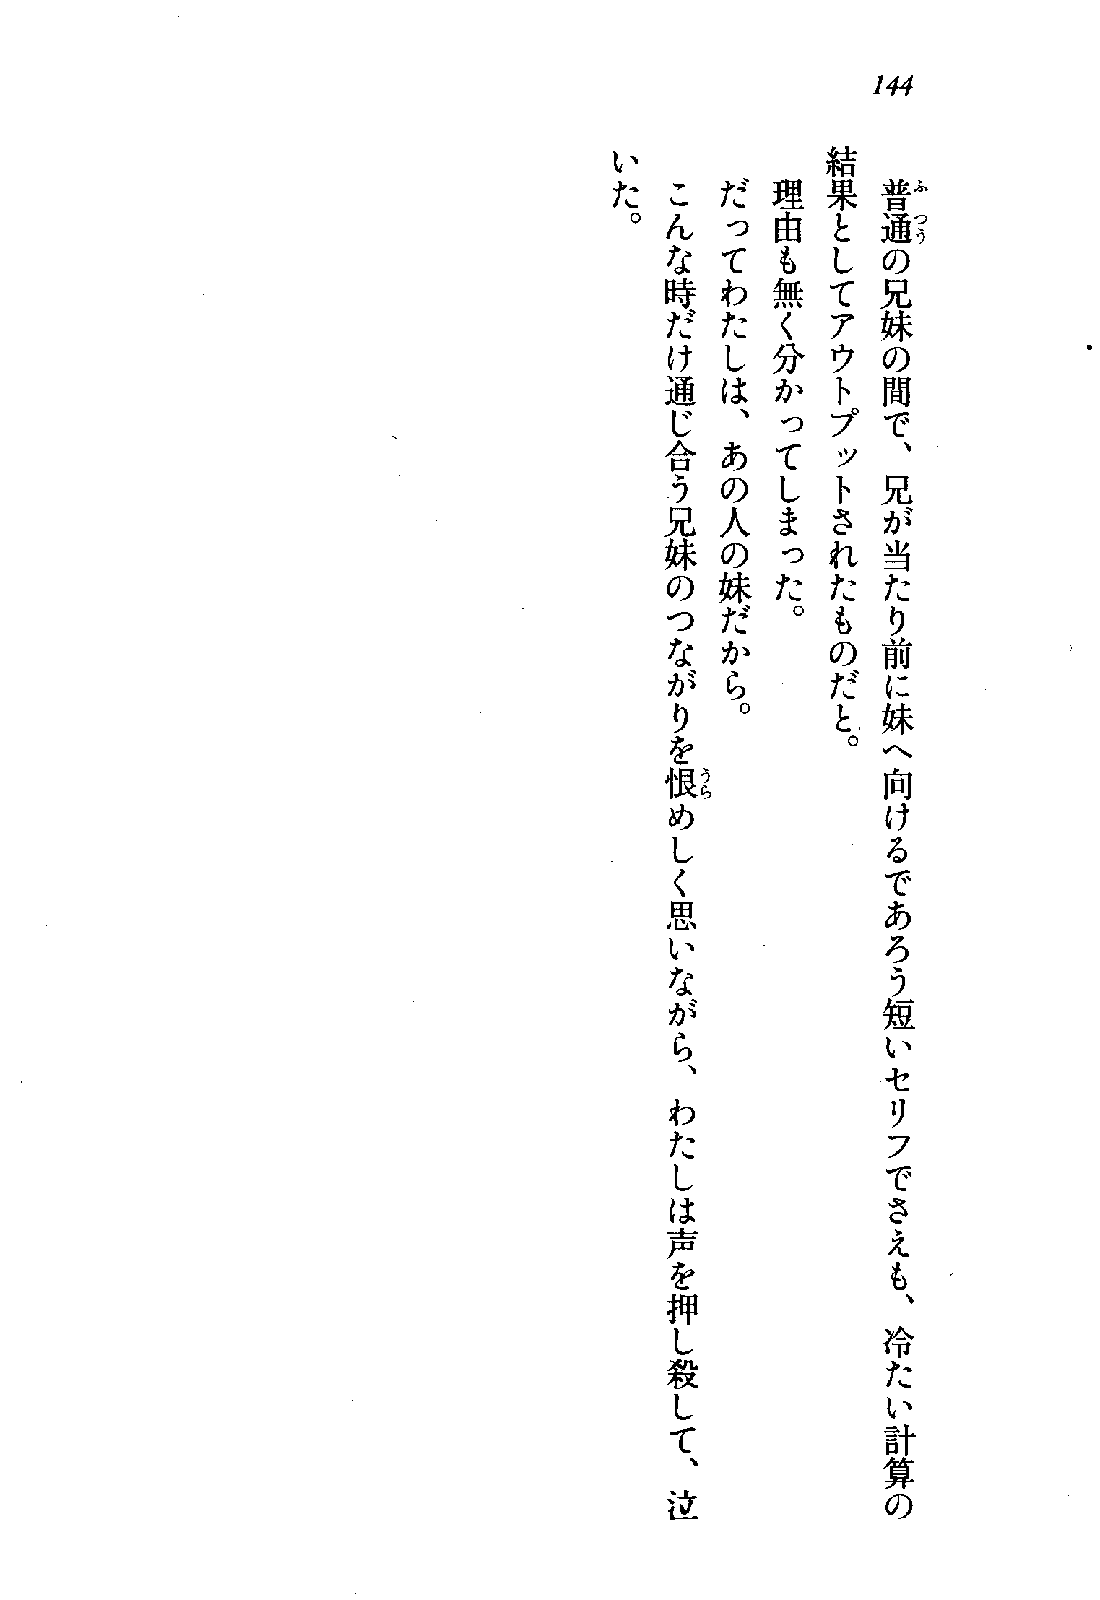 144
普通の兄妹の間で、兄が当たり前に妹へ向けるであろう短いセリフでさえも、冷たい計算の
結果としてアウトプットされたものだと。
理由も無く分かってしまった。
だってわたしは、あの人の妹だから。
こんな時だけ通じ合う兄妹のつながりを恨めしく思いながら、わたしは声を押し殺して、泣
いた。
ふつう
うら